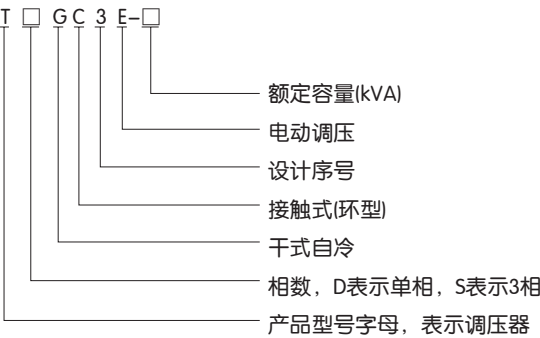 T □ G C 3 E-□
额定容量(kVA)
电动调压
设计序号
接触式(环型)
干式自冷
相数，D表示单相，S表示3相
产品型号字母，表示调压器